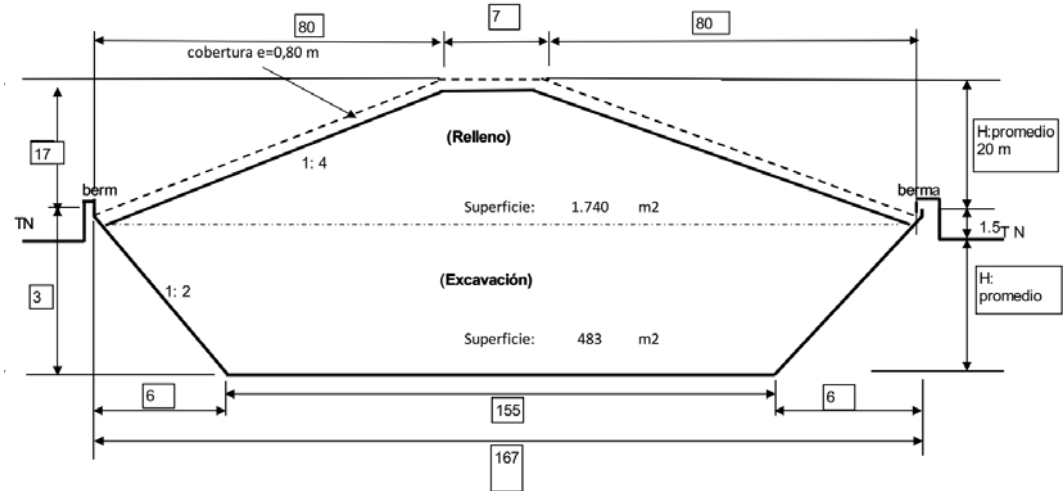 7
80
80
cobertura e=0,80 m
H:promedio
20 m
(Relleno)
17
1: 4
berm
berma
Superficie: 1.740 m2
TN
1.5
T N
(Excavación)
H:
promedio
1: 2
3
Superficie: 483 m2
6
6
155
167